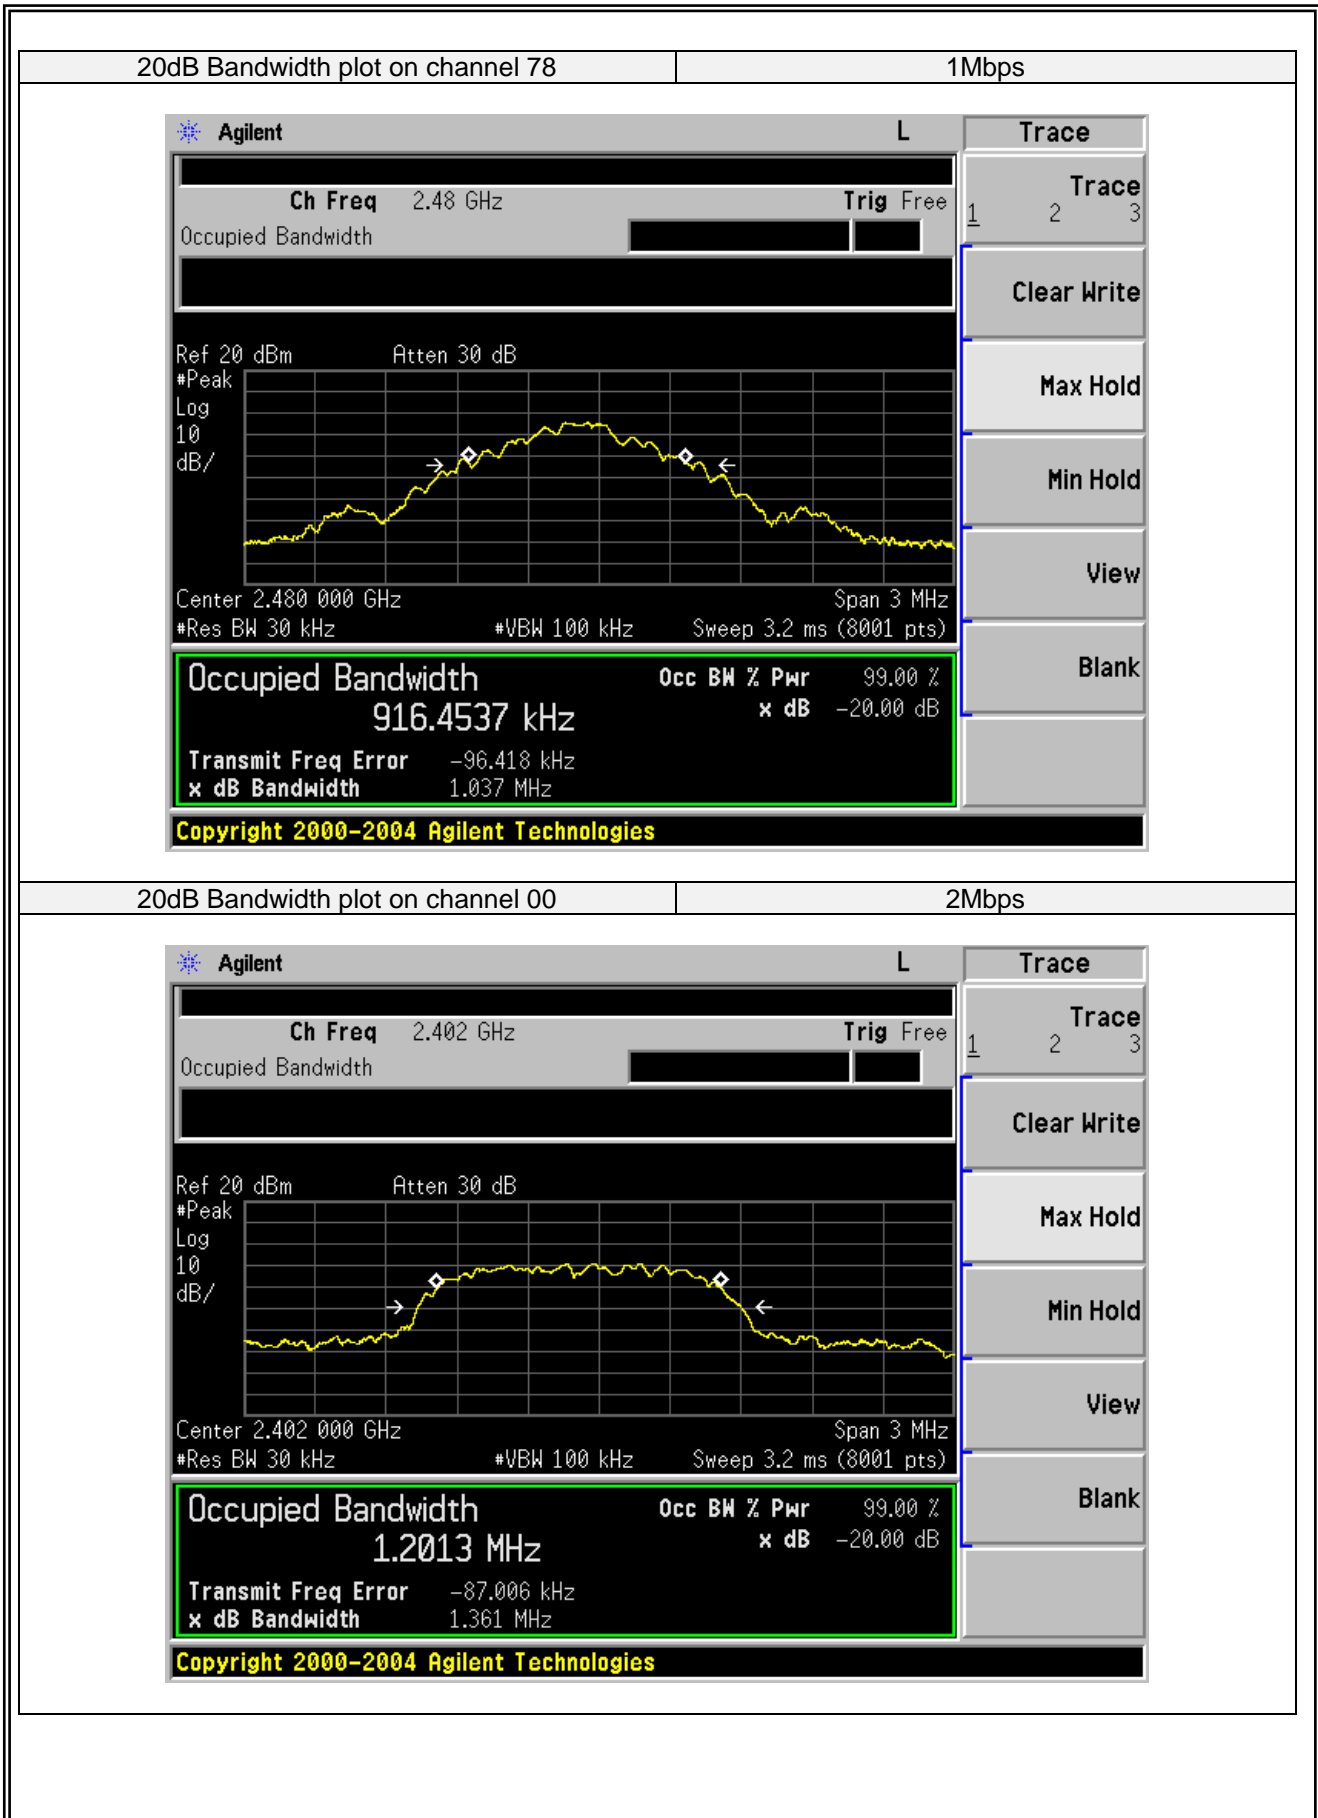 20dB Bandwidth plot on channel 78 1Mbps
Agilent L Trace
Ch Freq 2.48 GHz Trig Free
Trace
1 2 3
Occupied Bandwidth
Clear Write
Ref 20 dBm Atten 30 dB
#Peak
Log
10
dB/
Max Hold
Min Hold
View
Center 2.480 000 GHz Span 3 MHz
#Res BW 30 kHz #VBW 100 kHz Sweep 3.2 ms (8001 pts)
Blank
Occupied Bandwidth Occ BW % Pwr 99.00 %
916.4537 kHz x dB -20.00 dB
Transmit Freq Error -96.418 kHz
x dB Bandwidth 1.037 MHz
Copyright 2000-2004 Agilent Technologies
20dB Bandwidth plot on channel 00 2Mbps
Agilent L Trace
Ch Freq 2.402 GHz Trig Free
Trace
1 2 3
Occupied Bandwidth
Clear Write
Ref 20 dBm Atten 30 dB
#Peak
Log
10
dB/
Max Hold
Min Hold
View
Center 2.402 000 GHz Span 3 MHz
#Res BW 30 kHz #VBW 100 kHz Sweep 3.2 ms (8001 pts)
Blank
Occupied Bandwidth Occ BW % Pwr 99.00 %
1.2013 MHz x dB -20.00 dB
Transmit Freq Error -87.006 kHz
x dB Bandwidth 1.361 MHz
Copyright 2000-2004 Agilent Technologies